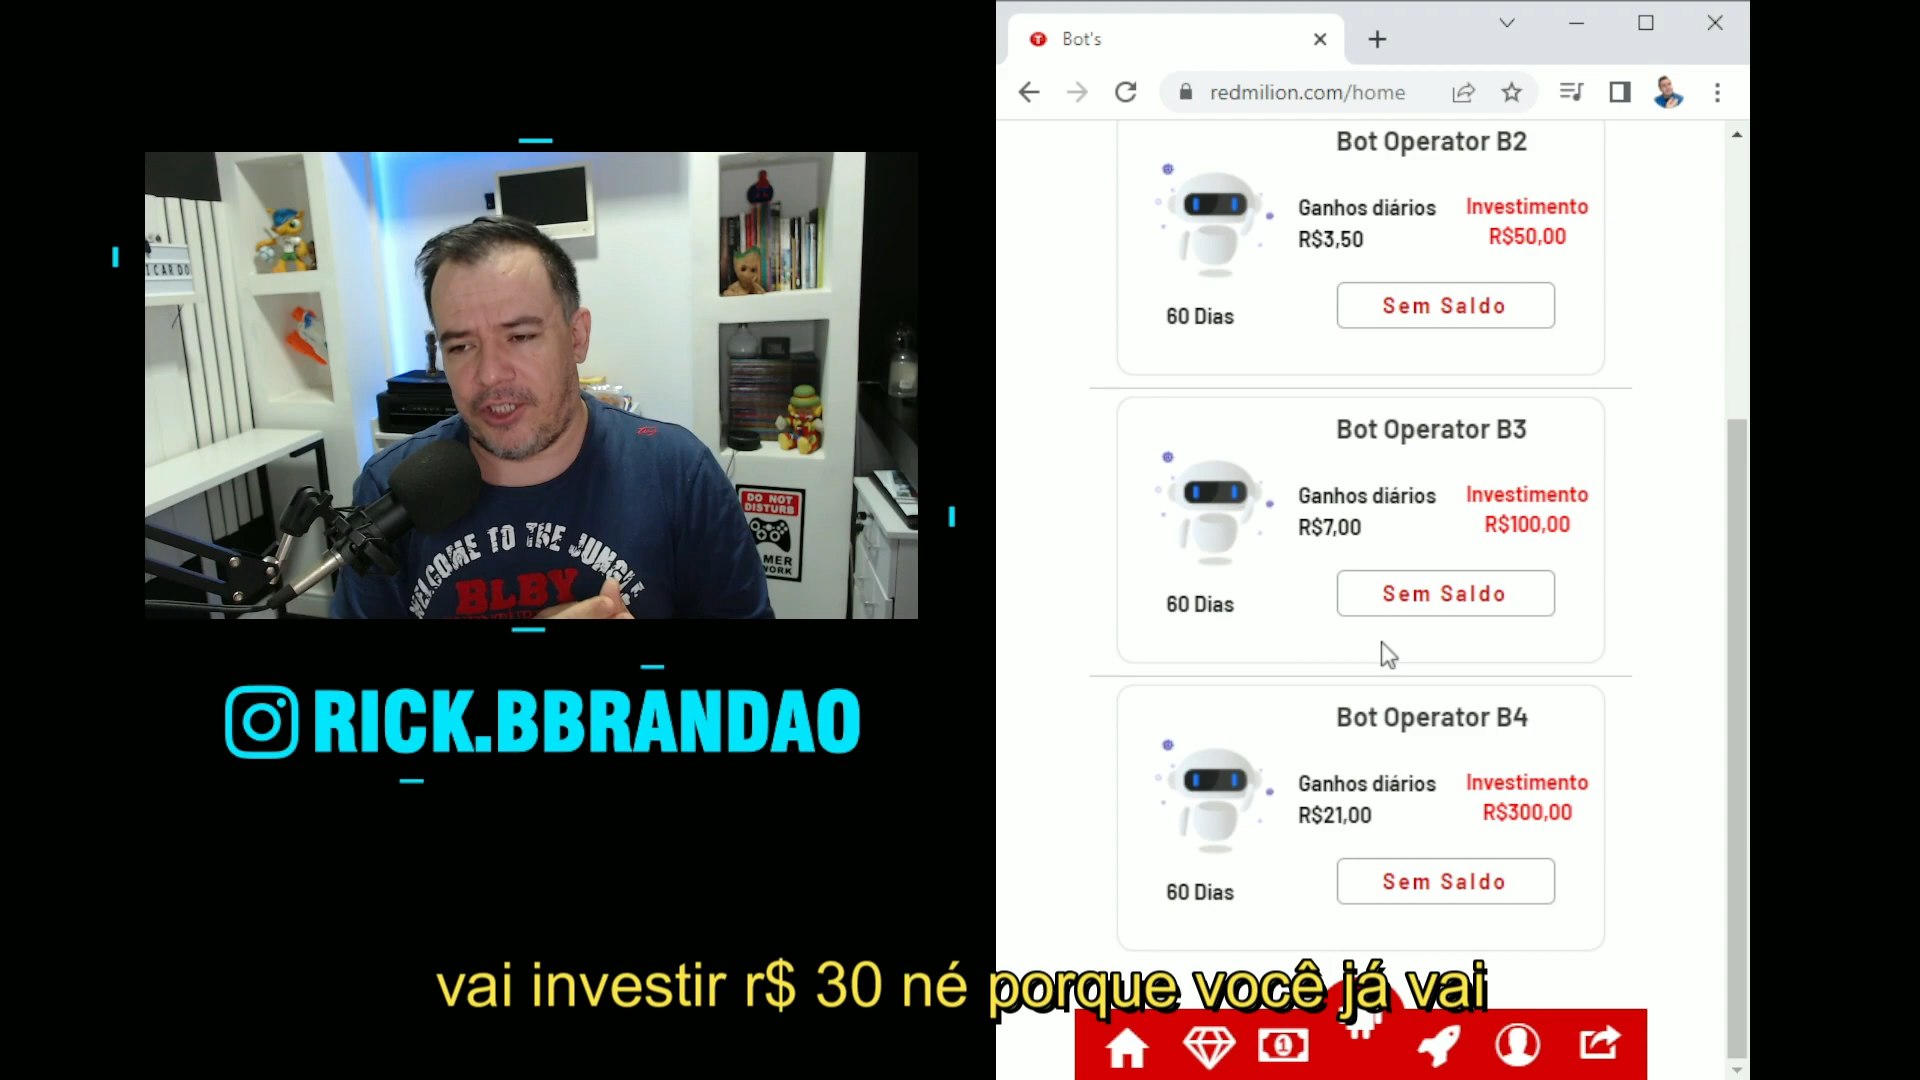 Bot's
redmilion.com/home
Bot Operator B2
Ganhos diários
R$3,50
Investimento
R$50,00
60 Dias
Sem Saldo
Bot Operator B3
Ganhos diários
R$7,00
Investimento
R$100,00
60 Dias
Sem Saldo
Bot Operator B4
Ganhos diários
R$21,00
Investimento
R$300,00
60 Dias
Sem Saldo
ICARDO
WELCOME TO THE JUNGLE
BLBY
DO NOT
DISTURB
RICK.BBRANDAO
vai investir r$ 30 né porque você já vai